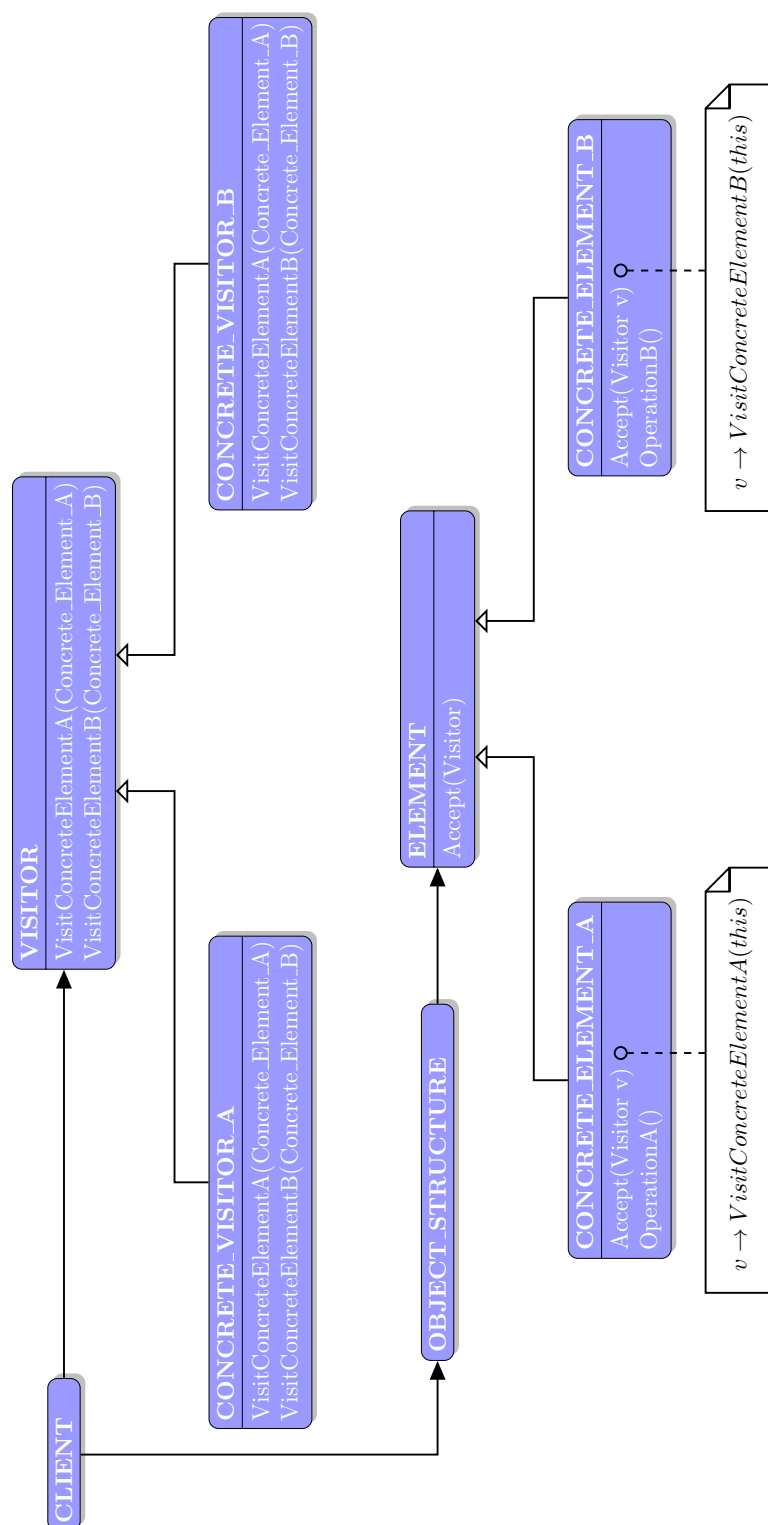 CLIENT
VISITOR
VisitConcreteElementA(Concrete_Element_A)
VisitConcreteElementB(Concrete_Element_B)
CONCRETE_VISITOR_A
VisitConcreteElementA(Concrete_Element_A)
VisitConcreteElementB(Concrete_Element_B)
CONCRETE_VISITOR_B
VisitConcreteElementA(Concrete_Element_A)
VisitConcreteElementB(Concrete_Element_B)
OBJECT_STRUCTURE
ELEMENT
Accept(Visitor)
CONCRETE_ELEMENT_A
Accept(Visitor v)
OperationA()
CONCRETE_ELEMENT_B
Accept(Visitor v)
OperationB()
v → VisitConcreteElementA(this)
v → VisitConcreteElementB(this)